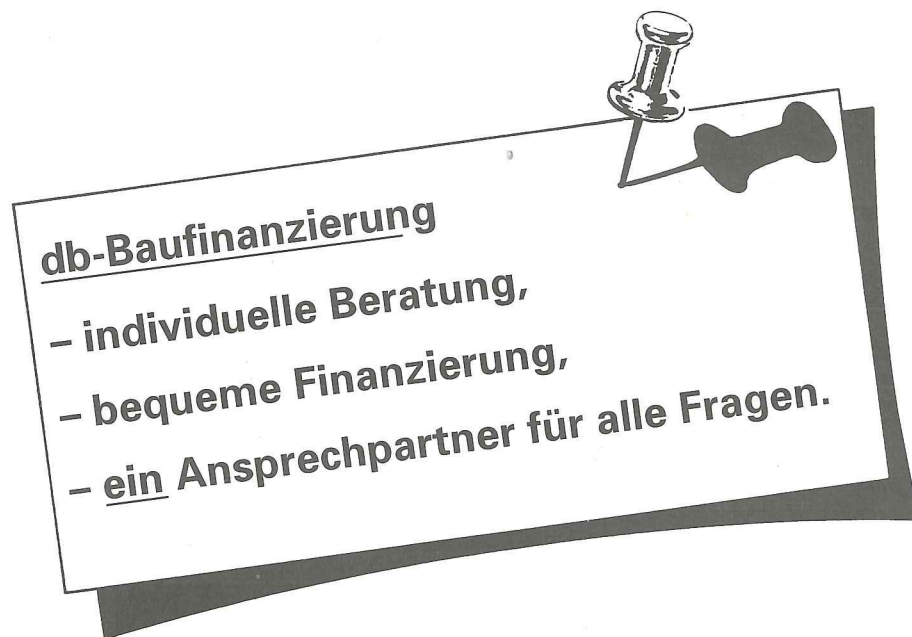 db-Baufinanzierung
– individuelle Beratung,
– bequeme Finanzierung,
– ein Ansprechpartner für alle Fragen.